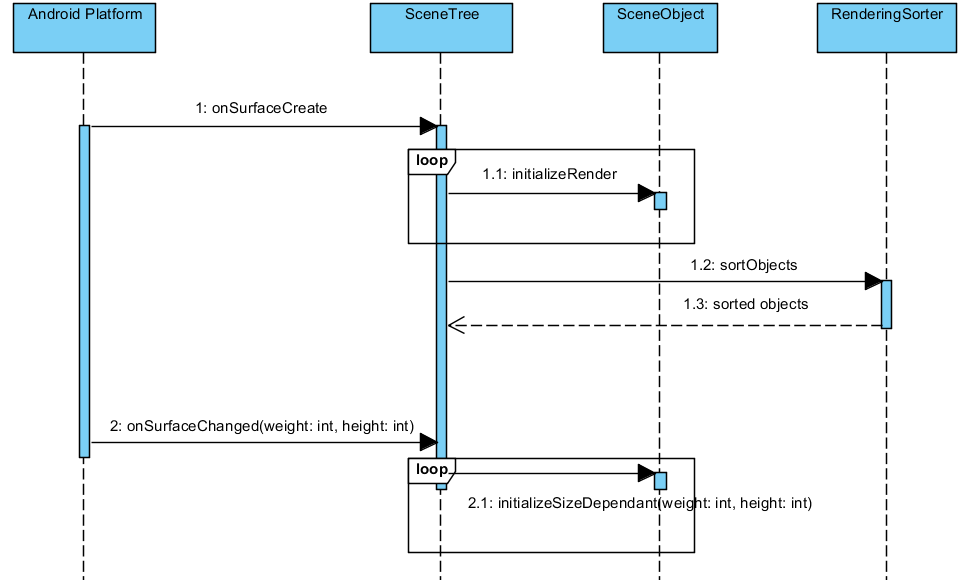 Android Platform
SceneTree
SceneObject
RenderingSorter
1: onSurfaceCreate
loop
1.1: initializeRender
1.2: sortObjects
1.3: sorted objects
2: onSurfaceChanged(weight: int, height: int)
loop
2.1: initializeSizeDependant(weight: int, height: int)